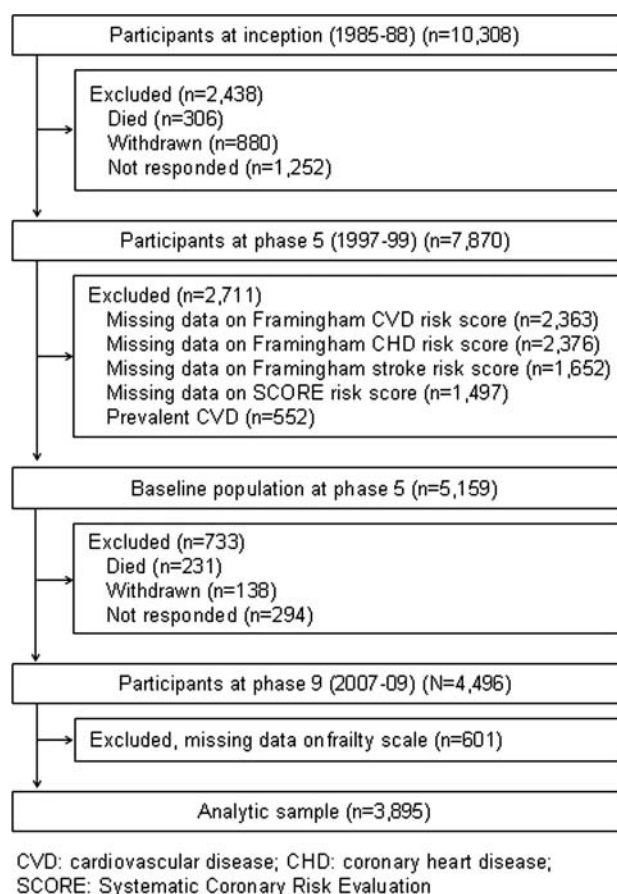 Participants at inception (1985-88) (n=10,308)
Excluded (n=2,438)
Died (n=306)
Withdrawn (n=880)
Not responded (n=1,252)
Participants at phase 5 (1997-99) (n=7,870)
Excluded (n=2,711)
Missing data on Framingham CVD risk score (n=2,363)
Missing data on Framingham CHD risk score (n=2,376)
Missing data on Framingham stroke risk score (n=1,652)
Missing data on SCORE risk score (n=1,497)
Prevalent CVD (n=552)
Baseline population at phase 5 (n=5,159)
Excluded (n=733)
Died (n=231)
Withdrawn (n=138)
Not responded (n=294)
Participants at phase 9 (2007-09) (N=4,496)
Excluded, missing data onfrailty scale (n=601)
Analytic sample (n=3,895)
CVD: cardiovascular disease; CHD: coronary heart disease;
SCORE: Systematic Coronary Risk Evaluation